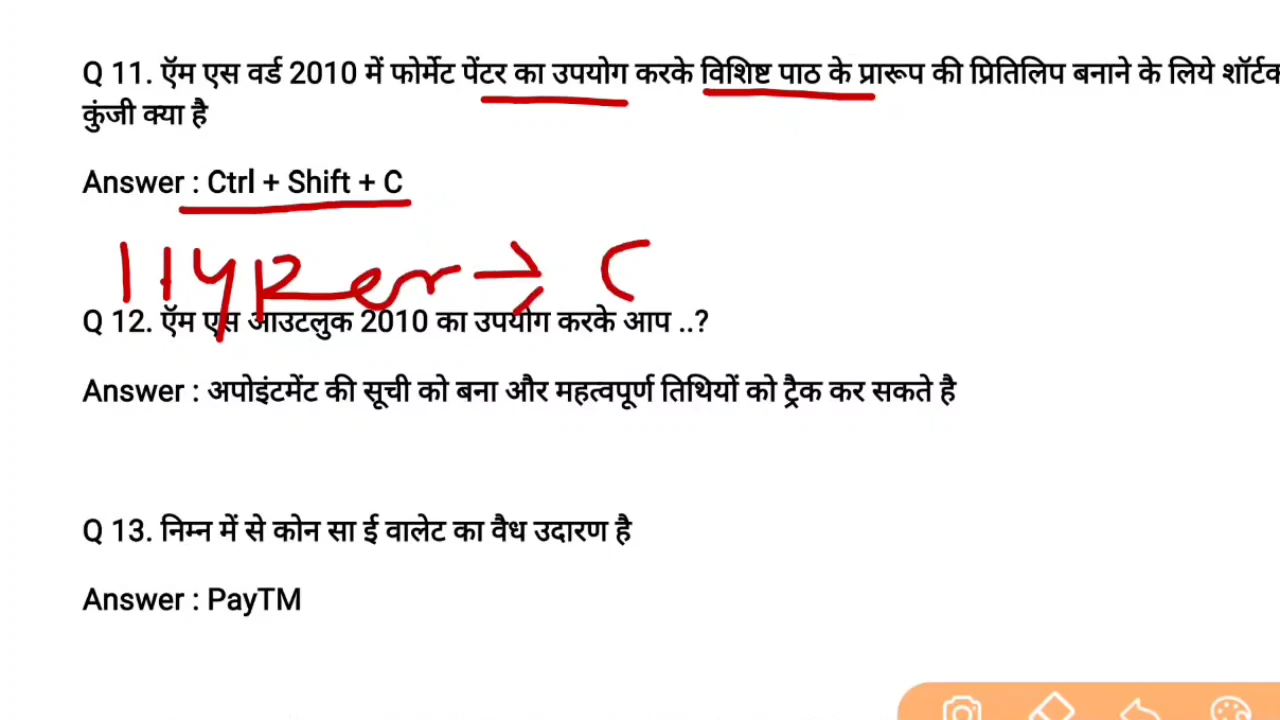 Q 11. ऍम एस वर्ड 2010 में फोर्मेट पेंटर का उपयोग करके विशिष्ट पाठ के प्रारूप की प्रितिलिप बनाने के लिये शॉर्टक
कुंजी क्या है
Answer : Ctrl + Shift + C
Hyper → C
Q 12. ऍम एस आउटलुक 2010 का उपयोग करके आप ..?
Answer : अपोइंटमेंट की सूची को बना और महत्वपूर्ण तिथियों को ट्रैक कर सकते है
Q 13. निम्न में से कोन सा ई वालेट का वैध उदारण है
Answer : PayTM